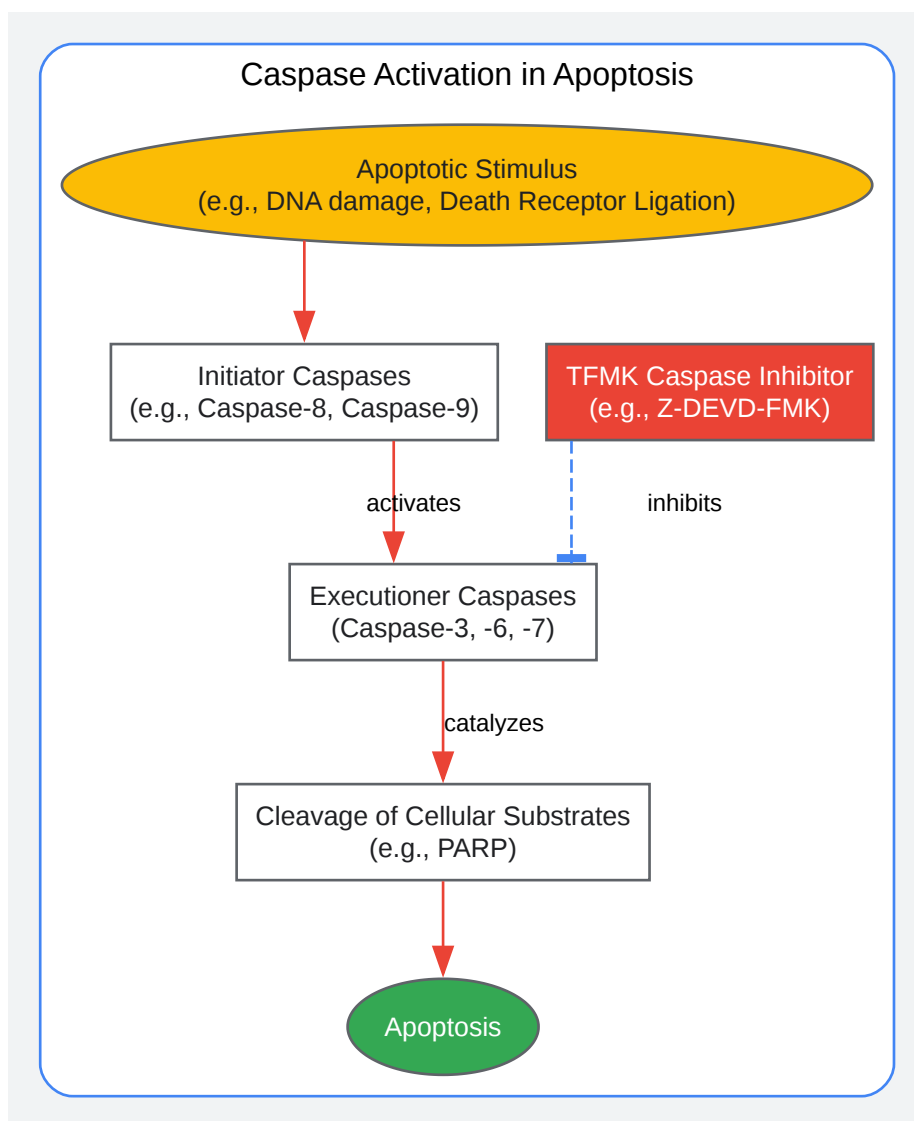 Caspase Activation in Apoptosis
Apoptotic Stimulus
(e.g., DNA damage, Death Receptor Ligation)
Initiator Caspases
(e.g., Caspase-8, Caspase-9)
TFMK Caspase Inhibitor
(e.g., Z-DEVD-FMK)
activates
inhibits
Executioner Caspases
(Caspase-3, -6, -7)
catalyzes
Cleavage of Cellular Substrates
(e.g., PARP)
Apoptosis